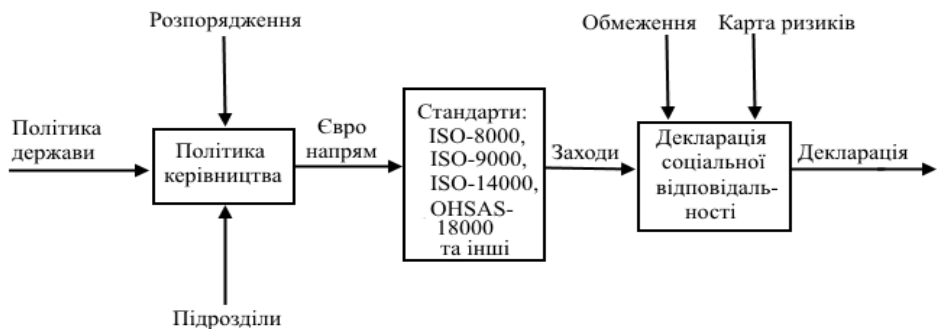 Розпорядження
Обмеження
Карта ризиків
Політика
держави
Політика
керівництва
Євро
напрям
Стандарти:
ISO-8000,
ISO-9000,
ISO-14000,
OHSAS-
18000
та інші
Заходи
Декларація
соціальної
відповідаль-
ності
Декларація
Підрозділи